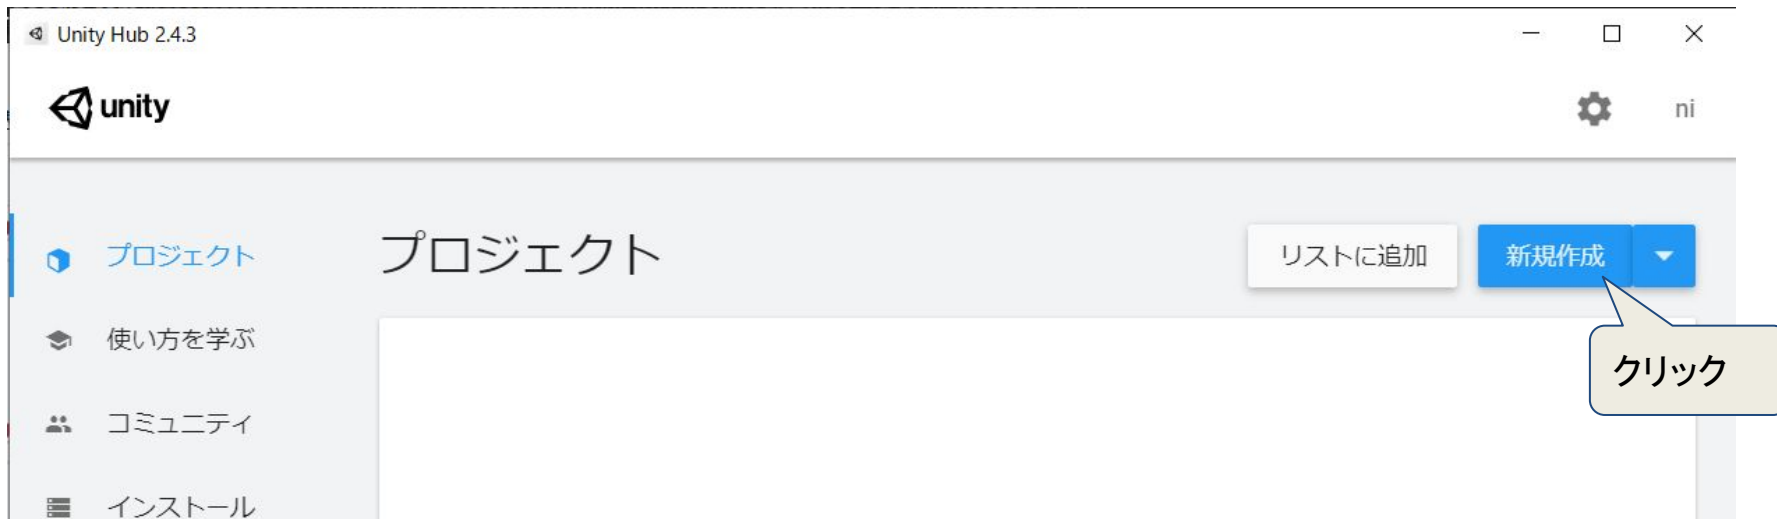 Unity Hub 2.4.3
unity
ni
プロジェクト
プロジェクト
リストに追加
新規作成
使い方を学ぶ
クリック
コミュニティ
インストール